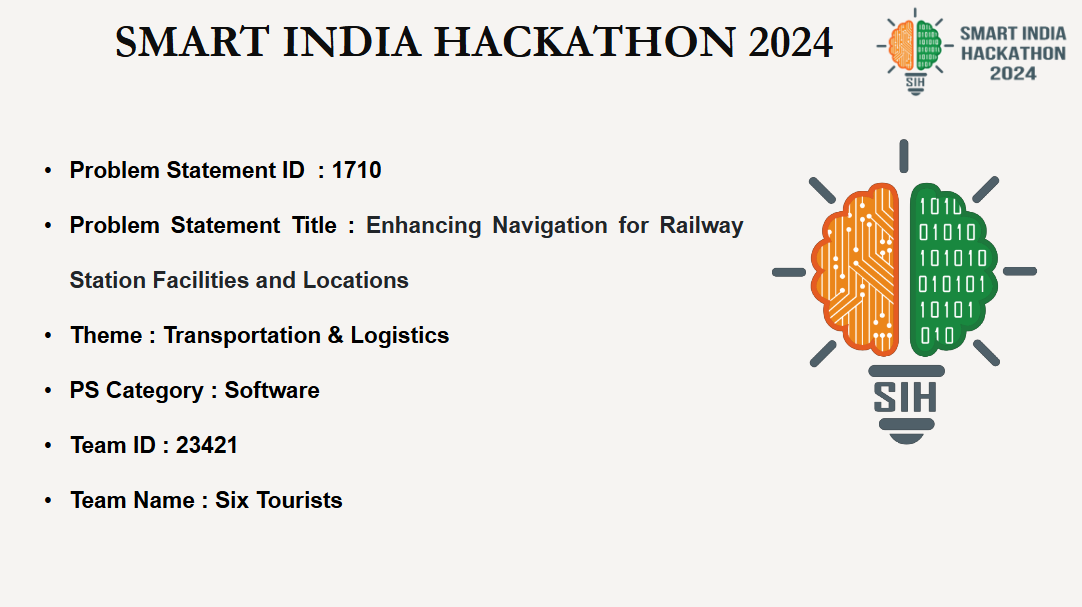 SMART INDIA HACKATHON 2024
SMART INDIA
HACKATHON
2024
SIH
• Problem Statement ID : 1710
• Problem Statement Title : Enhancing Navigation for Railway
Station Facilities and Locations
• Theme : Transportation & Logistics
• PS Category : Software
• Team ID : 23421
• Team Name : Six Tourists
1010
01010
101010
010101
10101
010
SIH